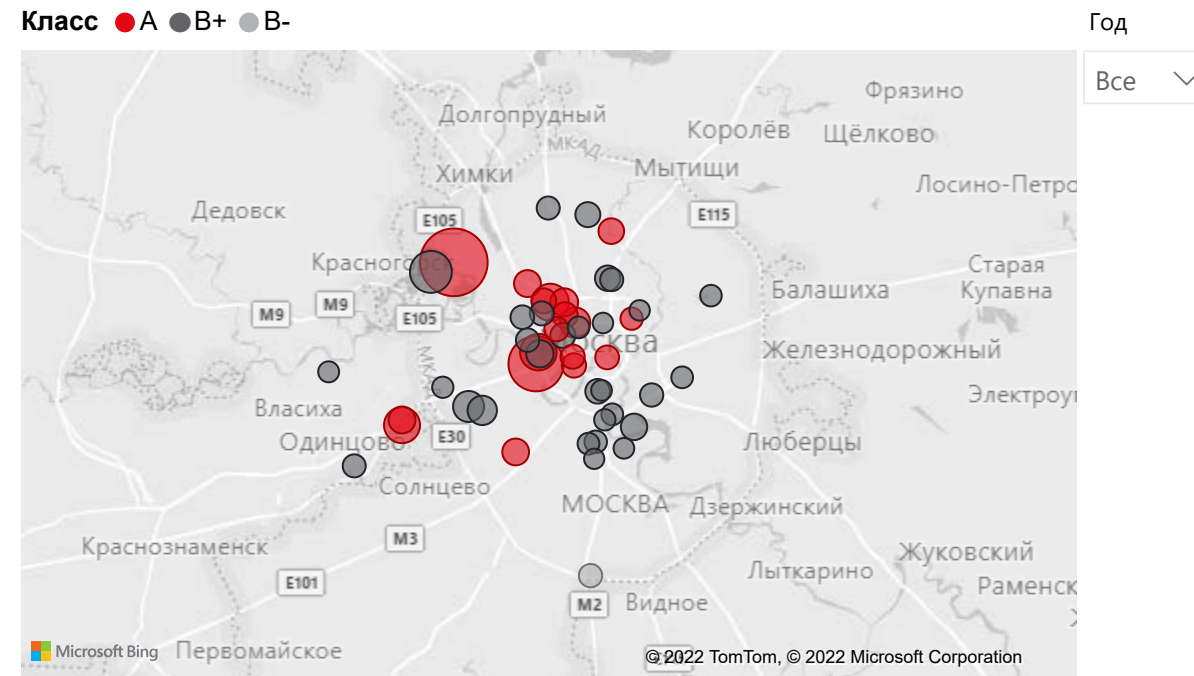 Класс A B+ B- Год
Все
Фрязино
Долгопрудный
Королёв Щёлково
МКАД
Мытищи
Химки
Лосино-Петро
Дедовск
E105 E115
Красногорск
Старая
Купавна
Балашиха
M9 M9
E105
Москва
МКАД
Железнодорожный
Власиха
Электроуг
Одинцово E30 Люберцы
Солнцево
МОСКВА Дзержинский
M3
Краснознаменск
Жуковский
Лыткарино
E101 Раменск
M2 Видное
Microsoft Bing Первомайское
© 2022 TomTom, © 2022 Microsoft Corporation